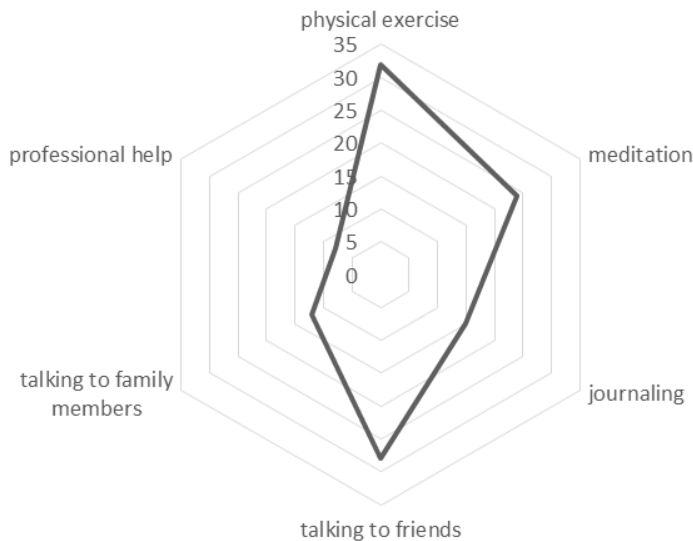 physical exercise
35
30
25
20
15
10
5
0
professional help
meditation
talking to family
members
journaling
talking to friends